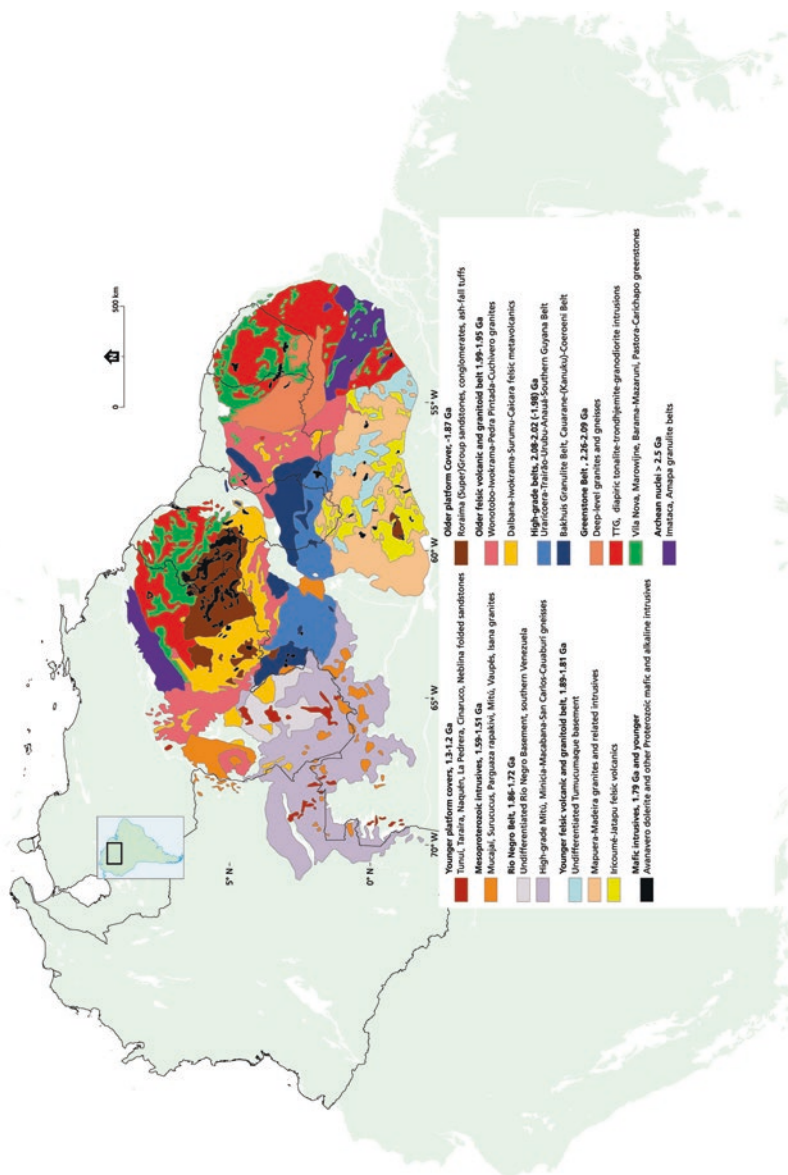 500 km
N
5° N
0°
70° W
65° W
60° W
55° W
Younger platform covers, 1.3-1.2 Ga
Tunuí, Taraira, Naquén, La Pedrera, Cinaruco, Neblina folded sandstones
Mesoproterozoic intrusives, 1.59-1.51 Ga
Mucajaí, Surucucus, Parguaza rapakivi, Mitú, Vaupés, Isana granites
Rio Negro Belt, 1.86-1.72 Ga
Undifferentiated Rio Negro Basement, southern Venezuela
High-grade Mitú, Minicia-Macabana-San Carlos-Cauaburi gneisses
Younger felsic volcanic and granitoid belt, 1.89-1.81 Ga
Undifferentiated Tumucumaque basement
Mapuera-Madeira granites and related intrusives
Iricoumé-Jatapu felsic volcanics
Mafic intrusives, 1.79 Ga and younger
Avanavero dolerite and other Proterozoic mafic and alkaline intrusives
Older platform Cover, ~1.87 Ga
Roraima (Super)Group sandstones, conglomerates, ash-fall tuffs
Older felsic volcanic and granitoid belt 1.99-1.95 Ga
Wonotobo-Iwokrama-Pedra Pintada-Cuchivero granites
Dalbana-Iwokrama-Surumu-Caicara felsic metavolcanics
High-grade belts, 2.08-2.02 (-1.98) Ga
Uraricoera-Trairão-Urubu-Anauá-Southern Guyana Belt
Bakhuis Granulite Belt, Cauarane-(Kanuku)-Coeroeni Belt
Greenstone Belt , 2.26-2.09 Ga
Deep-level granites and gneisses
TTG, diapiric tonalite-trondhjemite-granodiorite intrusions
Vila Nova, Marowijne, Barama-Mazaruni, Pastora-Carichapo greenstones
Archean nuclei > 2.5 Ga
Imataca, Amapa granulite belts